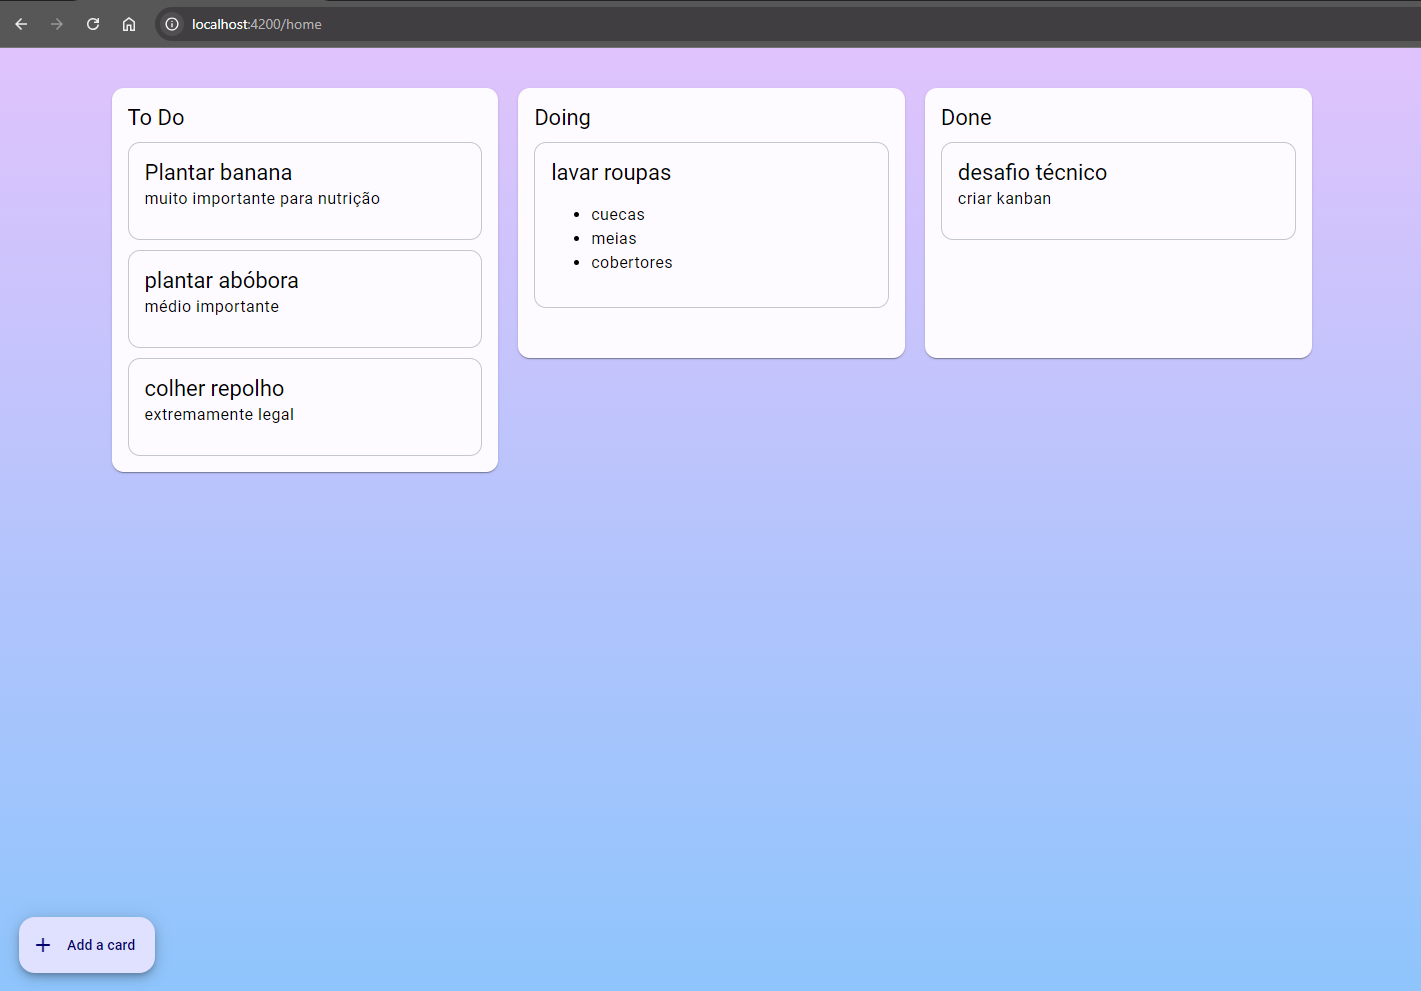 localhost:4200/home
To Do
Plantar banana
muito importante para nutrição
plantar abóbora
médio importante
colher repolho
extremamente legal
Doing
lavar roupas
cuecas
meias
cobertores
Done
desafio técnico
criar kanban
Add a card